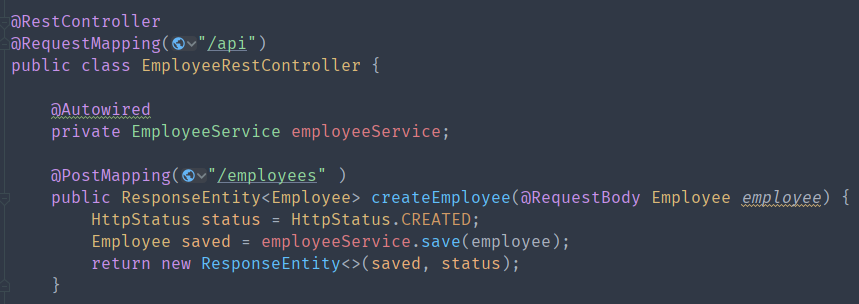 @RestController
@RequestMapping("/api")
public class EmployeeRestController {
@Autowired
private EmployeeService employeeService;
@PostMapping("/employees" )
public ResponseEntity<Employee> createEmployee(@RequestBody Employee employee) {
HttpStatus status = HttpStatus.CREATED;
Employee saved = employeeService.save(employee);
return new ResponseEntity<>(saved, status);
}